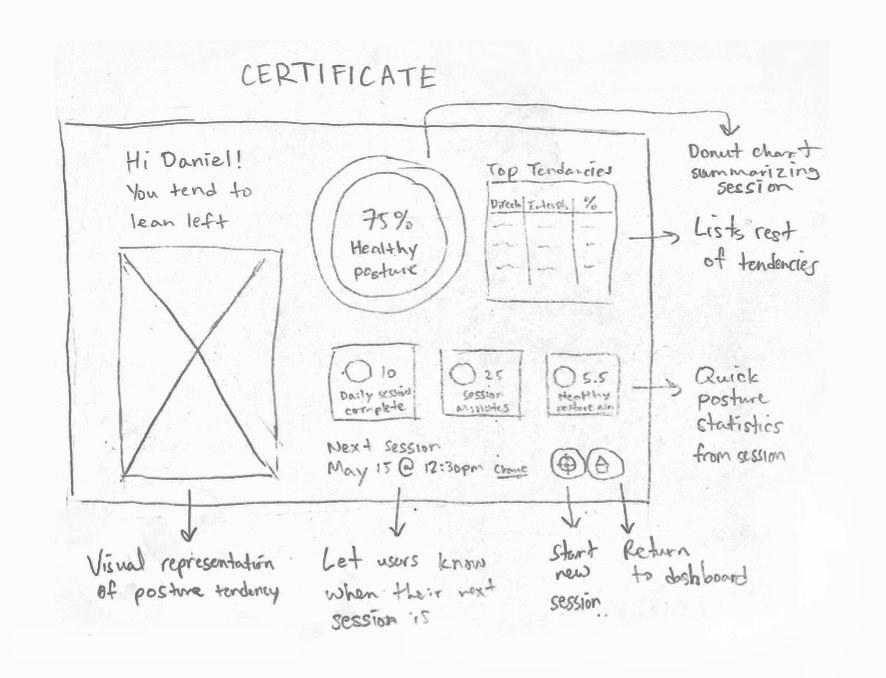 CERTIFICATE
Hi Daniel!
You tend to
lean left
75%
Healthy
posture
Top Tendencies
%
Donut chart
summarizing
session
Lists rest
of tendencies
10
Daily session
complete
25
Session
minutes
5.5
Healthy
posture min
Quick
posture
statistics
from session
Next Session
May 15 @ 12:30pm
Visual representation
of posture tendency
Let users know
when their next
session is
Start
new
session
Return
to dashboard